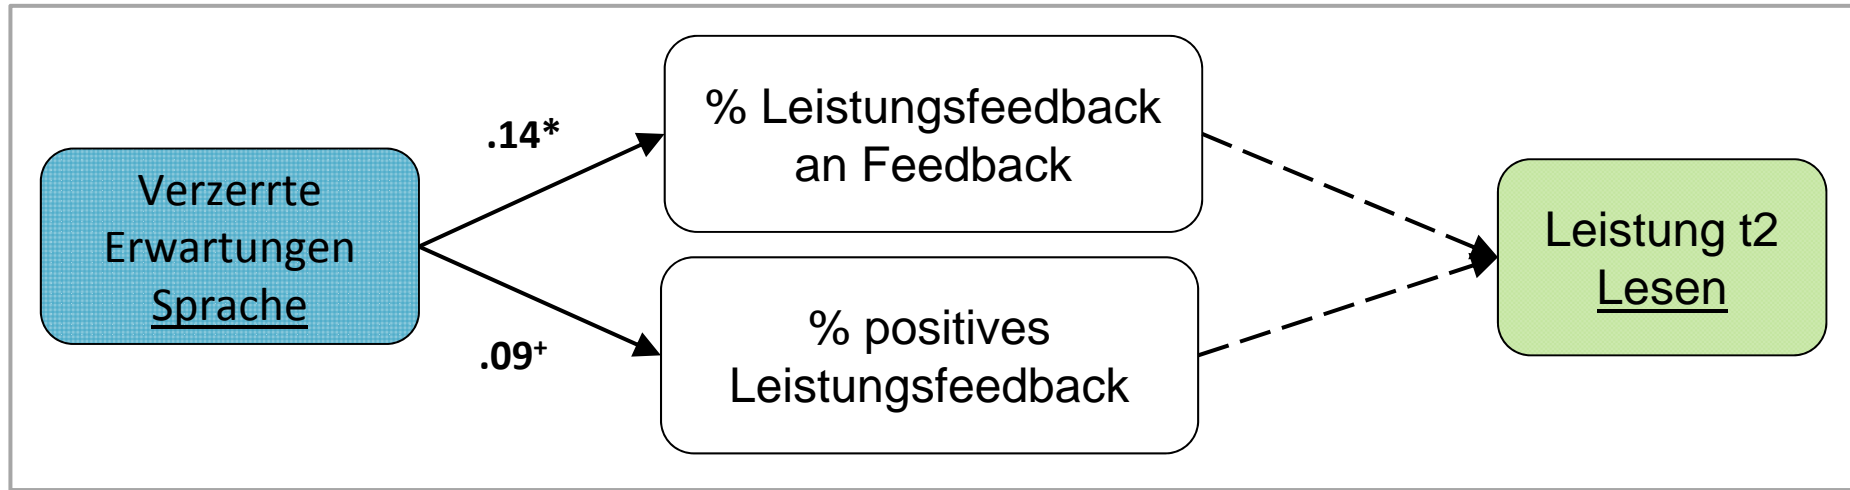 Verzerrte
Erwartungen
Sprache
.14*
.09⁺
% Leistungsfeedback
an Feedback
% positives
Leistungsfeedback
Leistung t2
Lesen